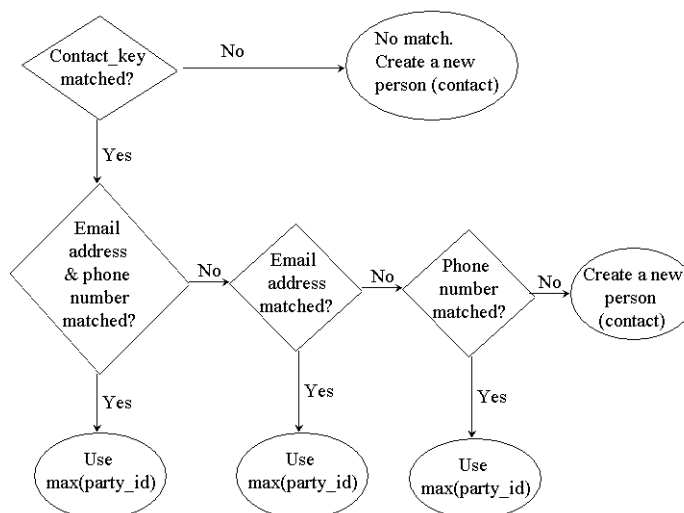 Contact_key
matched?
No
No match.
Create a new
person (contact)
Yes
Email
address
& phone
number
matched?
No
Email
address
matched?
No
Phone
number
matched?
No
Create a new
person
(contact)
Yes
Yes
Yes
Use
max(party_id)
Use
max(party_id)
Use
max(party_id)